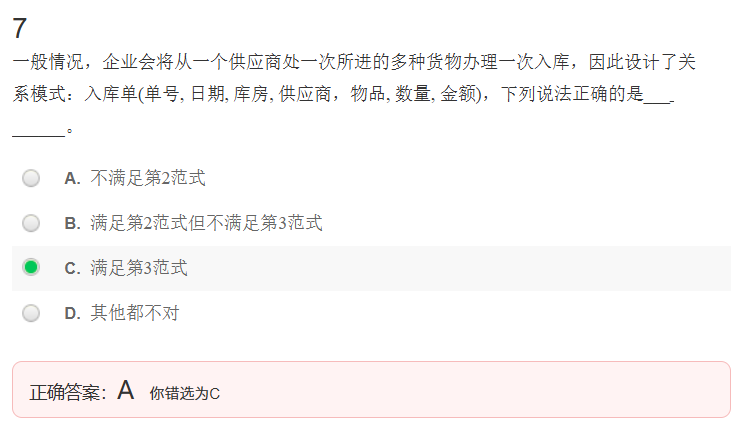 7
一般情况，企业会将从一个供应商处一次所进的多种货物办理一次入库，因此设计了关
系模式：入库单(单号, 日期, 库房, 供应商，物品, 数量, 金额)，下列说法正确的是___-
______。
A. 不满足第2范式
B. 满足第2范式但不满足第3范式
C. 满足第3范式
D. 其他都不对
正确答案：A 你错选为C